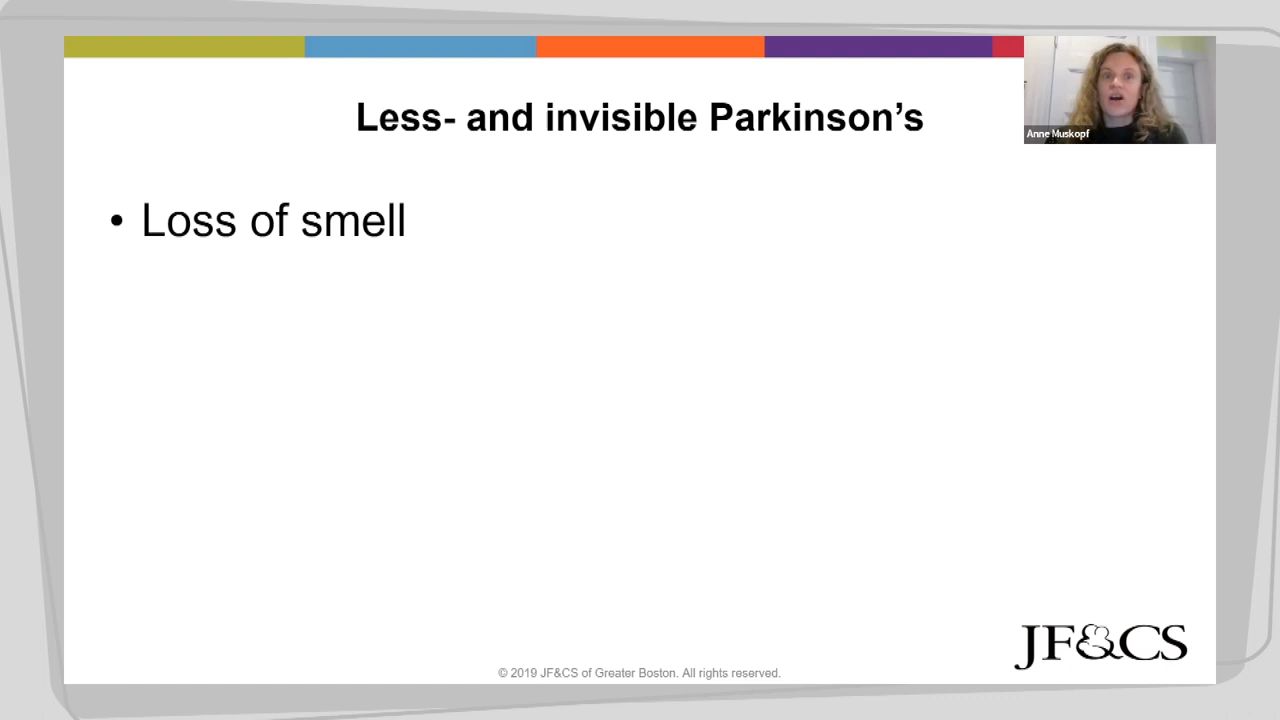 Less- and invisible Parkinson’s
Anne Muskopf
• Loss of smell
JF&CS
© 2019 JF&CS of Greater Boston. All rights reserved.